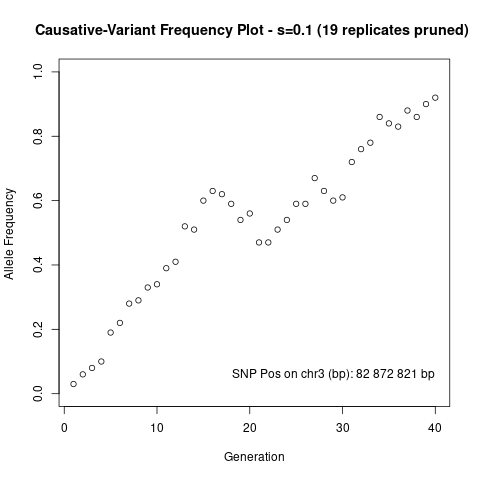 Causative-Variant Frequency Plot - s=0.1 (19 replicates pruned)
1.0
0.8
0.6
0.4
0.2
0.0
Allele Frequency
SNP Pos on chr3 (bp): 82 872 821 bp
0 10 20 30 40
Generation